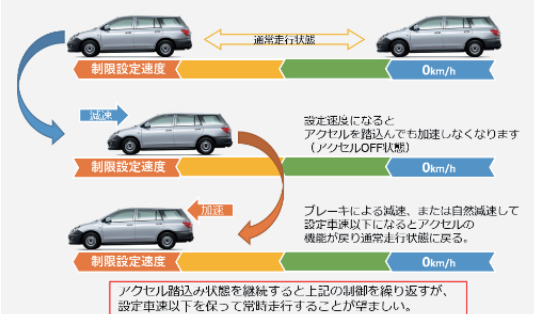 通常走行状態
制限設定速度
0km/h
減速
設定速度になると
アクセルを踏込んでも加速しなくなります
（アクセルOFF状態）
制限設定速度
0km/h
加速
ブレーキによる減速、または自然減速して
設定車速以下になるとアクセルの
機能が戻り通常走行状態に戻る。
制限設定速度
0km/h
アクセル踏込み状態を継続すると上記の制御を繰り返すが、
設定車速以下を保って常時走行することが望ましい。